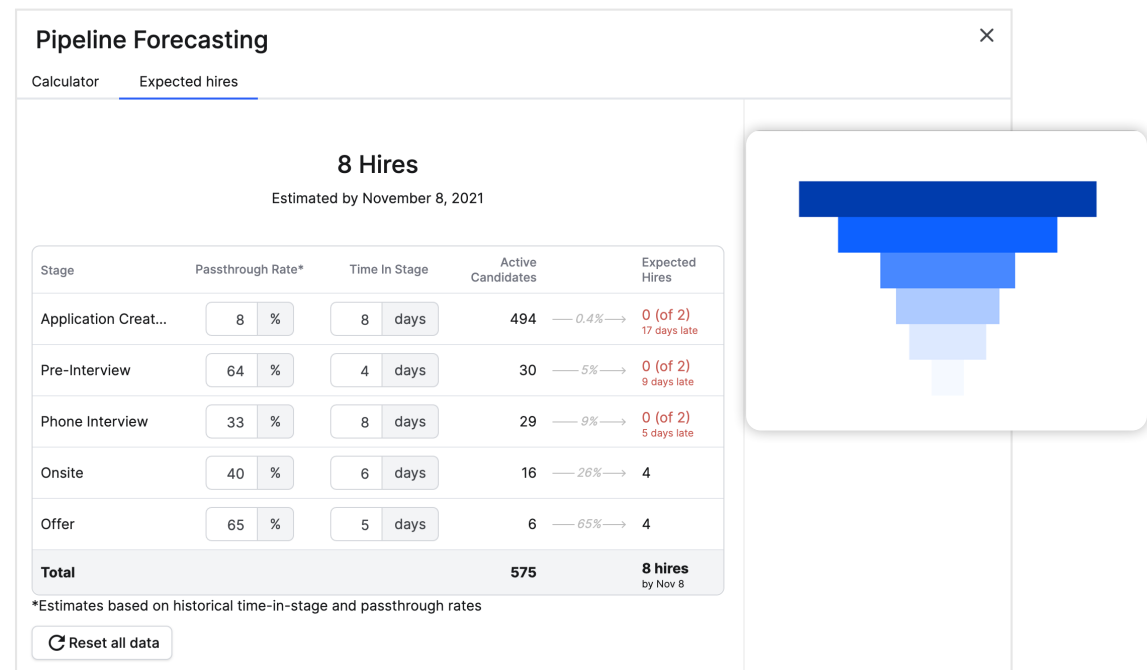 Pipeline Forecasting
Calculator Expected hires
8 Hires
Estimated by November 8, 2021
Stage Passthrough Rate* Time In Stage Active Candidates Expected Hires
Application Creat... 8 % 8 days 494 0.4% 0 (of 2)
17 days late
Pre-Interview 64 % 4 days 30 5% 0 (of 2)
9 days late
Phone Interview 33 % 8 days 29 9% 0 (of 2)
5 days late
Onsite 40 % 6 days 16 26% 4
Offer 65 % 5 days 6 65% 4
Total 575 8 hires
by Nov 8
*Estimates based on historical time-in-stage and passthrough rates
Reset all data